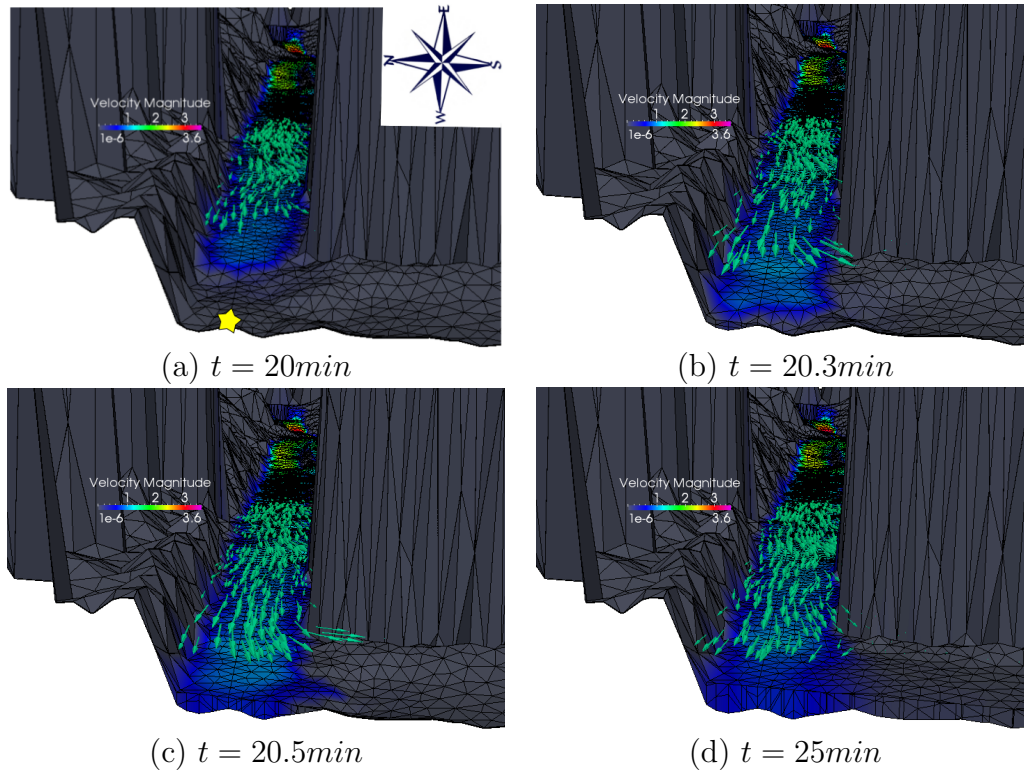 E
N
S
W
Velocity Magnitude
1 2 3
1e-6 3.6
(a) t = 20min
Velocity Magnitude
1 2 3
1e-6 3.6
(b) t = 20.3min
Velocity Magnitude
1 2 3
1e-6 3.6
(c) t = 20.5min
Velocity Magnitude
1 2 3
1e-6 3.6
(d) t = 25min